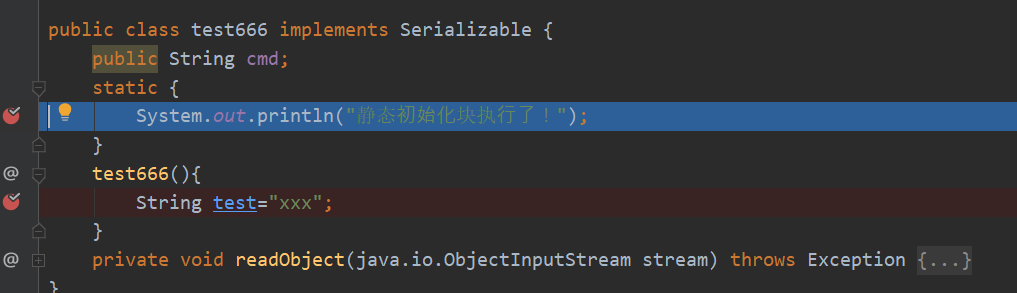 public class test666 implements Serializable {
public String cmd;
static {
System.out.println("静态初始化块执行了！");
}
@ test666(){
String test="xxx";
}
@ private void readObject(java.io.ObjectInputStream stream) throws Exception {...}
}